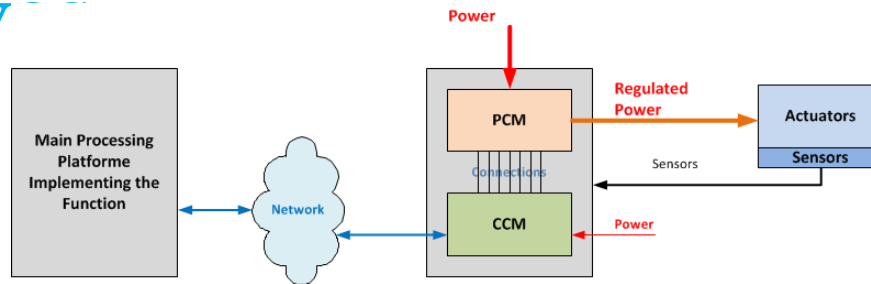 Power
Main Processing
Platforme
Implementing the
Function
Network
PCM
Connections
CCM
Regulated
Power
Sensors
Power
Actuators
Sensors